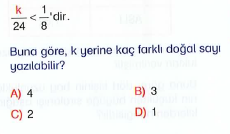 k/24 < 1/8 'dir.
Buna göre, k yerine kaç farklı doğal sayı
yazılabilir?
A) 4 B) 3
C) 2 D) 1